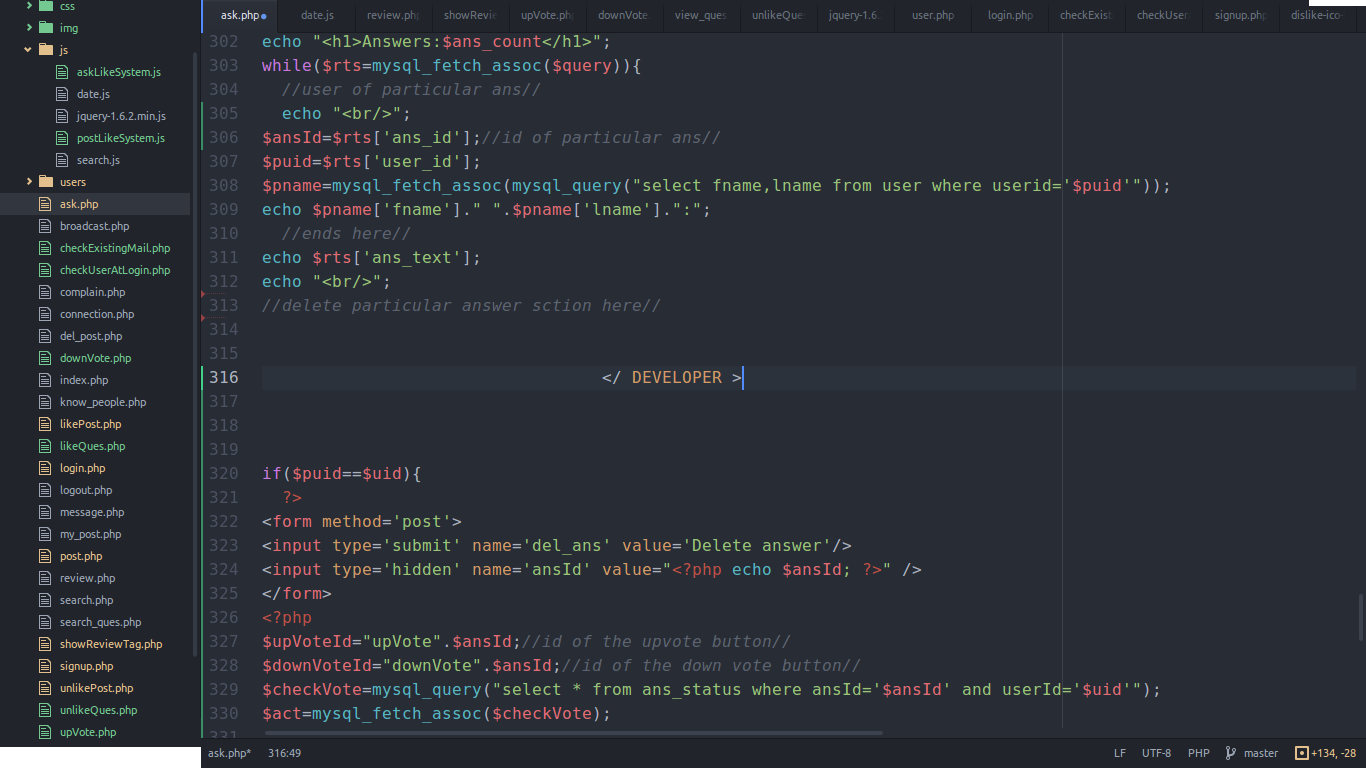 css
img
js
askLikeSystem.js
date.js
jquery-1.6.2.min.js
postLikeSystem.js
search.js
users
ask.php
broadcast.php
checkExistingMail.php
checkUserAtLogin.php
complain.php
connection.php
del_post.php
downVote.php
index.php
know_people.php
likePost.php
likeQues.php
login.php
logout.php
message.php
my_post.php
post.php
review.php
search.php
search_ques.php
showReviewTag.php
signup.php
unlikePost.php
unlikeQues.php
upVote.php
ask.php date.js review.php showRevie upVote.php downVote. view_ques unlikeQue jquery-1.6. user.php login.php checkExist checkUser. signup.php dislike-ico
302 echo "<h1>Answers:$ans_count</h1>";
303 while($rts=mysql_fetch_assoc($query)){
304 //user of particular ans//
305 echo "<br/>";
306 $ansId=$rts['ans_id'];//id of particular ans//
307 $puid=$rts['user_id'];
308 $pname=mysql_fetch_assoc(mysql_query("select fname,lname from user where userid='$puid'"));
309 echo $pname['fname']." ".$pname['lname'].":";
310 //ends here//
311 echo $rts['ans_text'];
312 echo "<br/>";
313 //delete particular answer sction here//
314
315
316 </ DEVELOPER >
317
318
319
320 if($puid==$uid){
321 ?>
322 <form method='post'>
323 <input type='submit' name='del_ans' value='Delete answer'/>
324 <input type='hidden' name='ansId' value="<?php echo $ansId; ?>" />
325 </form>
326 <?php
327 $upVoteId="upVote".$ansId;//id of the upvote button//
328 $downVoteId="downVote".$ansId;//id of the down vote button//
329 $checkVote=mysql_query("select * from ans_status where ansId='$ansId' and userId='$uid'");
330 $act=mysql_fetch_assoc($checkVote);
331
ask.php* 316:49 LF UTF-8 PHP master +134, -28